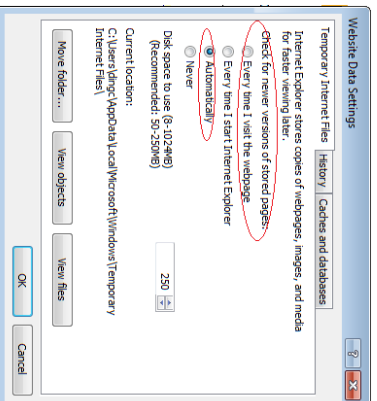 Website Data Settings
Temporary Internet Files History Caches and databases
Internet Explorer stores copies of webpages, images, and media
for faster viewing later.
Check for newer versions of stored pages:
Every time I visit the webpage
Every time I start Internet Explorer
Automatically
Never
Disk space to use (8-1024MB)
(Recommended: 50-250MB)
250
Current location:
C:\Users\dingc\AppData\Local\Microsoft\Windows\Temporary
Internet Files\
Move folder... View objects View files
OK Cancel